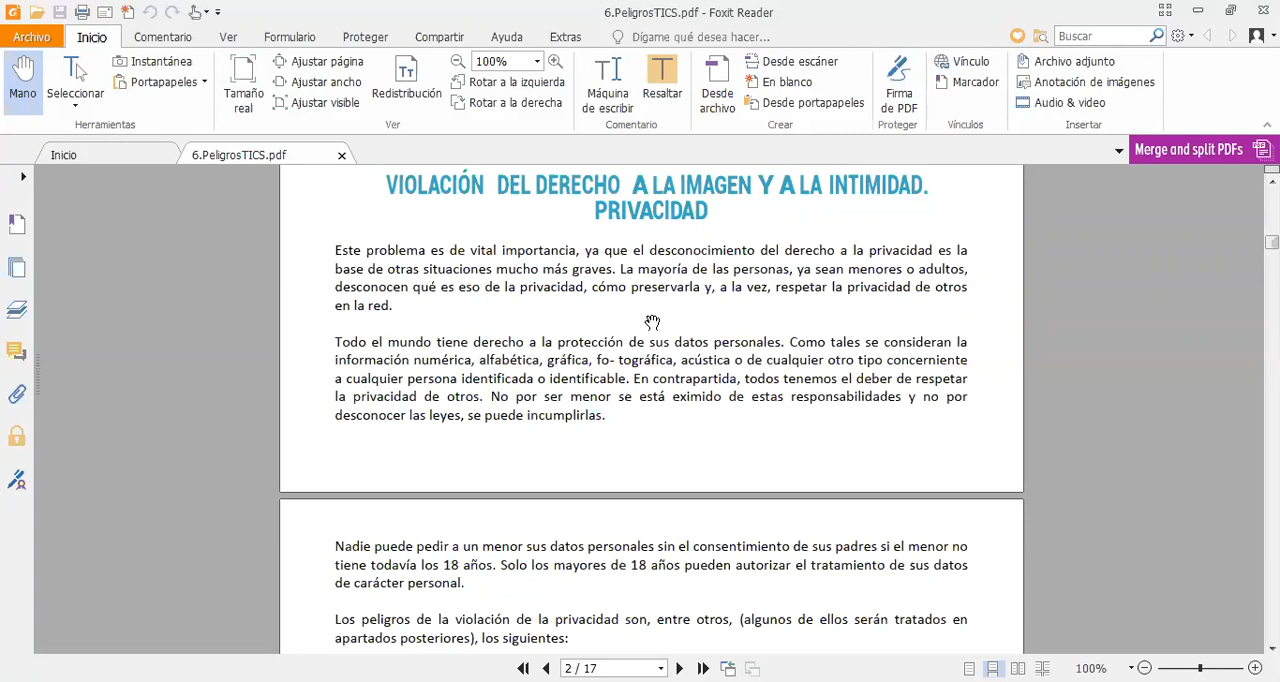 6.PeligrosTICS.pdf - Foxit Reader
Archivo Inicio Comentario Ver Formulario Proteger Compartir Ayuda Extras Dígame qué desea hacer... Buscar
Mano
Seleccionar
Instantánea
Portapapeles
Herramientas
Tamaño real
Ajustar página
Ajustar ancho
Ajustar visible
Redistribución
100%
Rotar a la izquierda
Rotar a la derecha
Ver
Máquina de escribir
Resaltar
Comentario
Desde archivo
Desde escáner
En blanco
Desde portapapeles
Crear
Firma de PDF
Proteger
Vínculo
Marcador
Vínculos
Archivo adjunto
Anotación de imágenes
Audio & video
Insertar
Inicio
6.PeligrosTICS.pdf
Merge and split PDFs
VIOLACIÓN DEL DERECHO A LA IMAGEN Y A LA INTIMIDAD.
PRIVACIDAD
Este problema es de vital importancia, ya que el desconocimiento del derecho a la privacidad es la
base de otras situaciones mucho más graves. La mayoría de las personas, ya sean menores o adultos,
desconocen qué es eso de la privacidad, cómo preservarla y, a la vez, respetar la privacidad de otros
en la red.
Todo el mundo tiene derecho a la protección de sus datos personales. Como tales se consideran la
información numérica, alfabética, gráfica, fo- tográfica, acústica o de cualquier otro tipo concerniente
a cualquier persona identificada o identificable. En contrapartida, todos tenemos el deber de respetar
la privacidad de otros. No por ser menor se está eximido de estas responsabilidades y no por
desconocer las leyes, se puede incumplirlas.
Nadie puede pedir a un menor sus datos personales sin el consentimiento de sus padres si el menor no
tiene todavía los 18 años. Solo los mayores de 18 años pueden autorizar el tratamiento de sus datos
de carácter personal.
Los peligros de la violación de la privacidad son, entre otros, (algunos de ellos serán tratados en
apartados posteriores), los siguientes:
2 / 17
100%